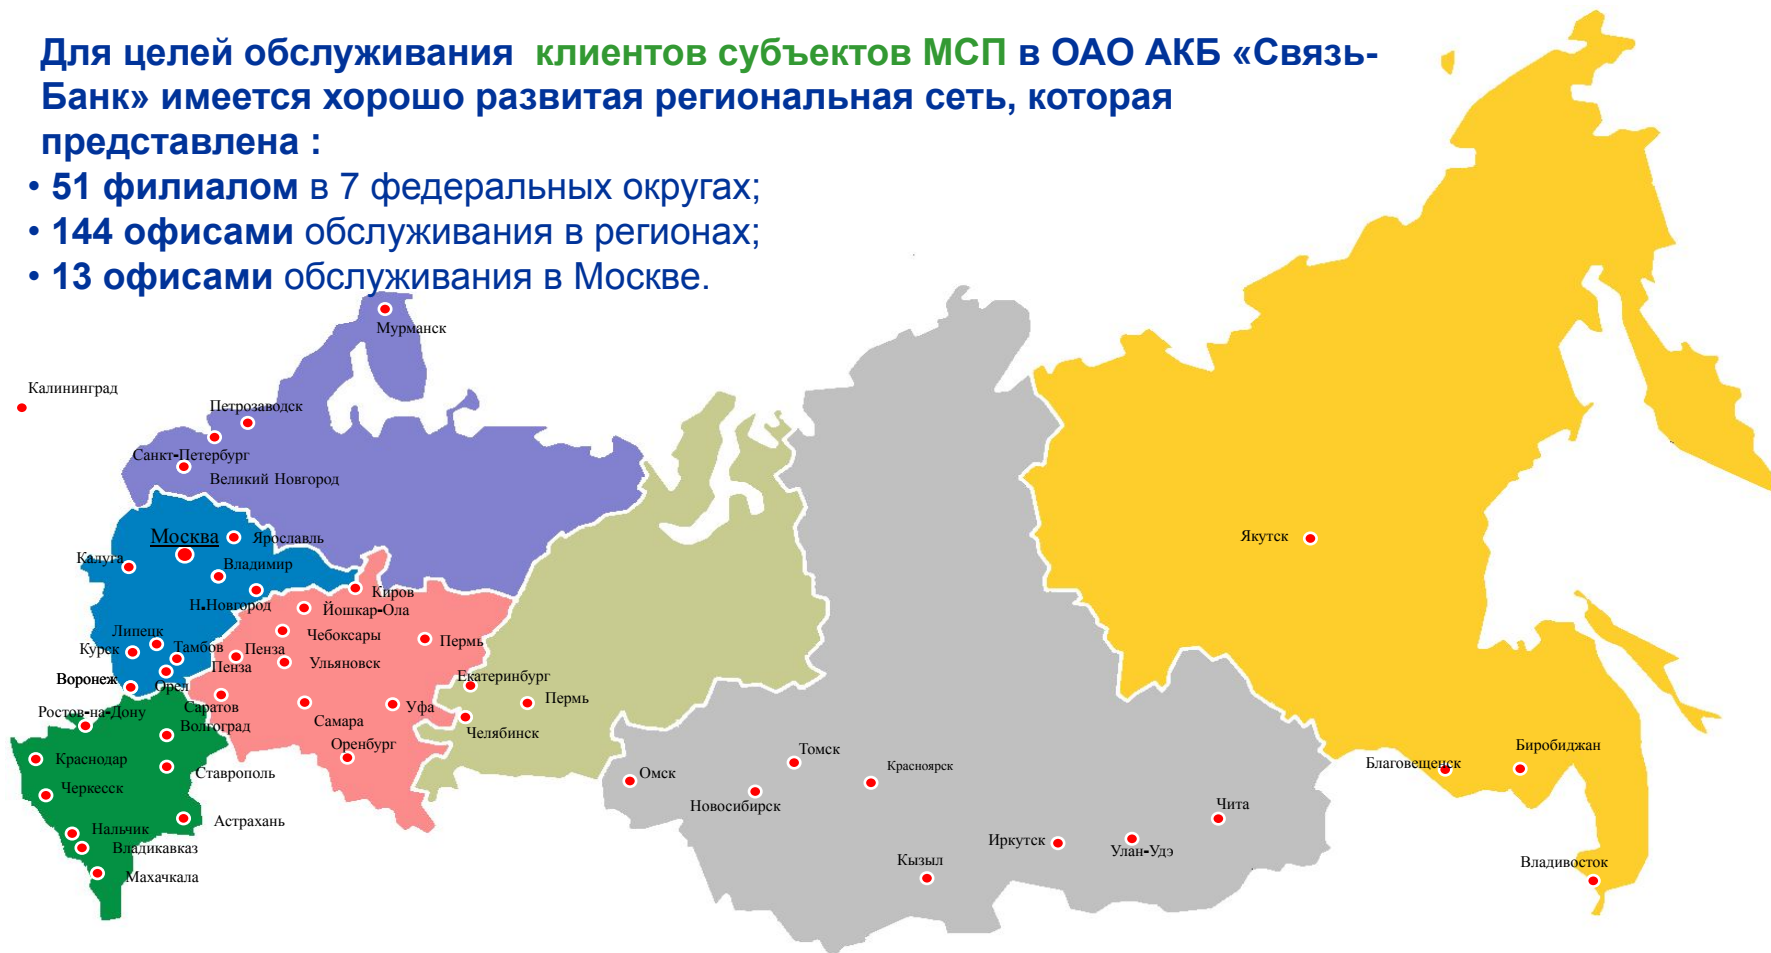 Для целей обслуживания клиентов субъектов МСП в ОАО АКБ «Связь-
Банк» имеется хорошо развитая региональная сеть, которая
представлена :
• 51 филиалом в 7 федеральных округах;
• 144 офисами обслуживания в регионах;
• 13 офисами обслуживания в Москве.
Мурманск
Калининград
Петрозаводск
Санкт-Петербург
Великий Новгород
Москва
Ярославль
Калуга
Владимир
Киров
Н.Новгород
Йошкар-Ола
Липецк
Чебоксары
Пермь
Курск
Тамбов
Пенза
Пенза
Ульяновск
Воронеж
Орел
Екатеринбург
Пермь
Саратов
Уфа
Ростов-на-Дону
Волгоград
Самара
Челябинск
Оренбург
Краснодар
Ставрополь
Черкесск
Астрахань
Нальчик
Владикавказ
Махачкала
Омск
Томск
Красноярск
Новосибирск
Кызыл
Иркутск
Улан-Удэ
Чита
Якутск
Благовещенск
Биробиджан
Владивосток